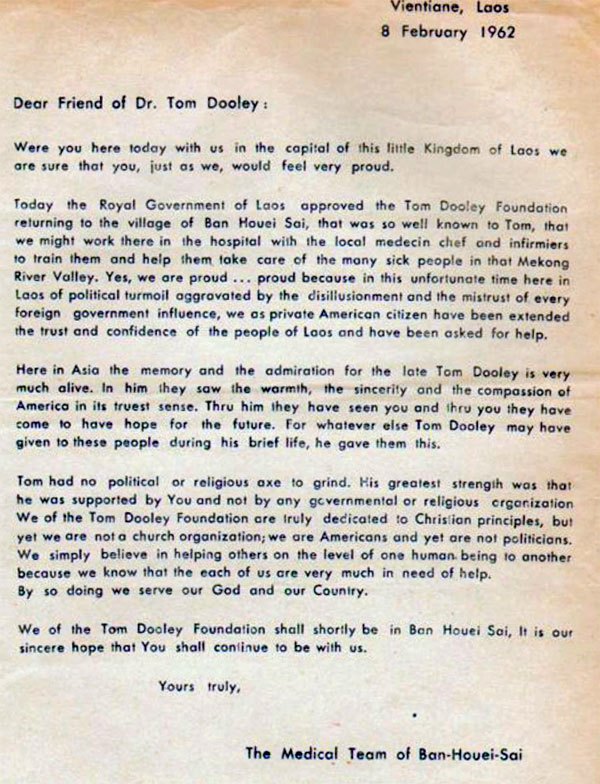 Vientiane, Laos
8 February 1962
Dear Friend of Dr. Tom Dooley :
Were you here today with us in the capital of this little Kingdom of Laos we
are sure that you, just as we, would feel very proud.
Today the Royal Government of Laos approved the Tom Dooley Foundation
returning to the village of Ban Houei Sai, that was so well known to Tom, that
we might work there in the hospital with the local medecin chef and infirmiers
to train them and help them take care of the many sick people in that Mekong
River Valley. Yes, we are proud ... proud because in this unfortunate time here in
Laos of political turmoil aggravated by the disillusionment and the mistrust of every
foreign government influence, we as private American citizen have been extended
the trust and confidence of the people of Laos and have been asked for help.
Here in Asia the memory and the admiration for the late Tom Dooley is very
much alive. In him they saw the warmth, the sincerity and the compassion of
America in its truest sense. Thru him they have seen you and thru you they have
come to have hope for the future. For whatever else Tom Dooley may have
given to these people during his brief life, he gave them this.
Tom had no political or religious axe to grind. His greatest strength was that
he was supported by You and not by any gcvernmental or religious crganization
We of the Tom Dooley Foundation are truly dedicated to Christian principles, but
yet we are not a church organization; we are Americans and yet are not politicians.
We simply believe in helping others on the level of one human being to another
because we know that the each of us are very much in need of help.
By so doing we serve our God and our Country.
We of the Tom Dooley Foundation shall shortly be in Ban Houei Sai, It is our
sincere hope that You shall continue to be with us.
Yours truly,
The Medical Team of Ban-Houei-Sai